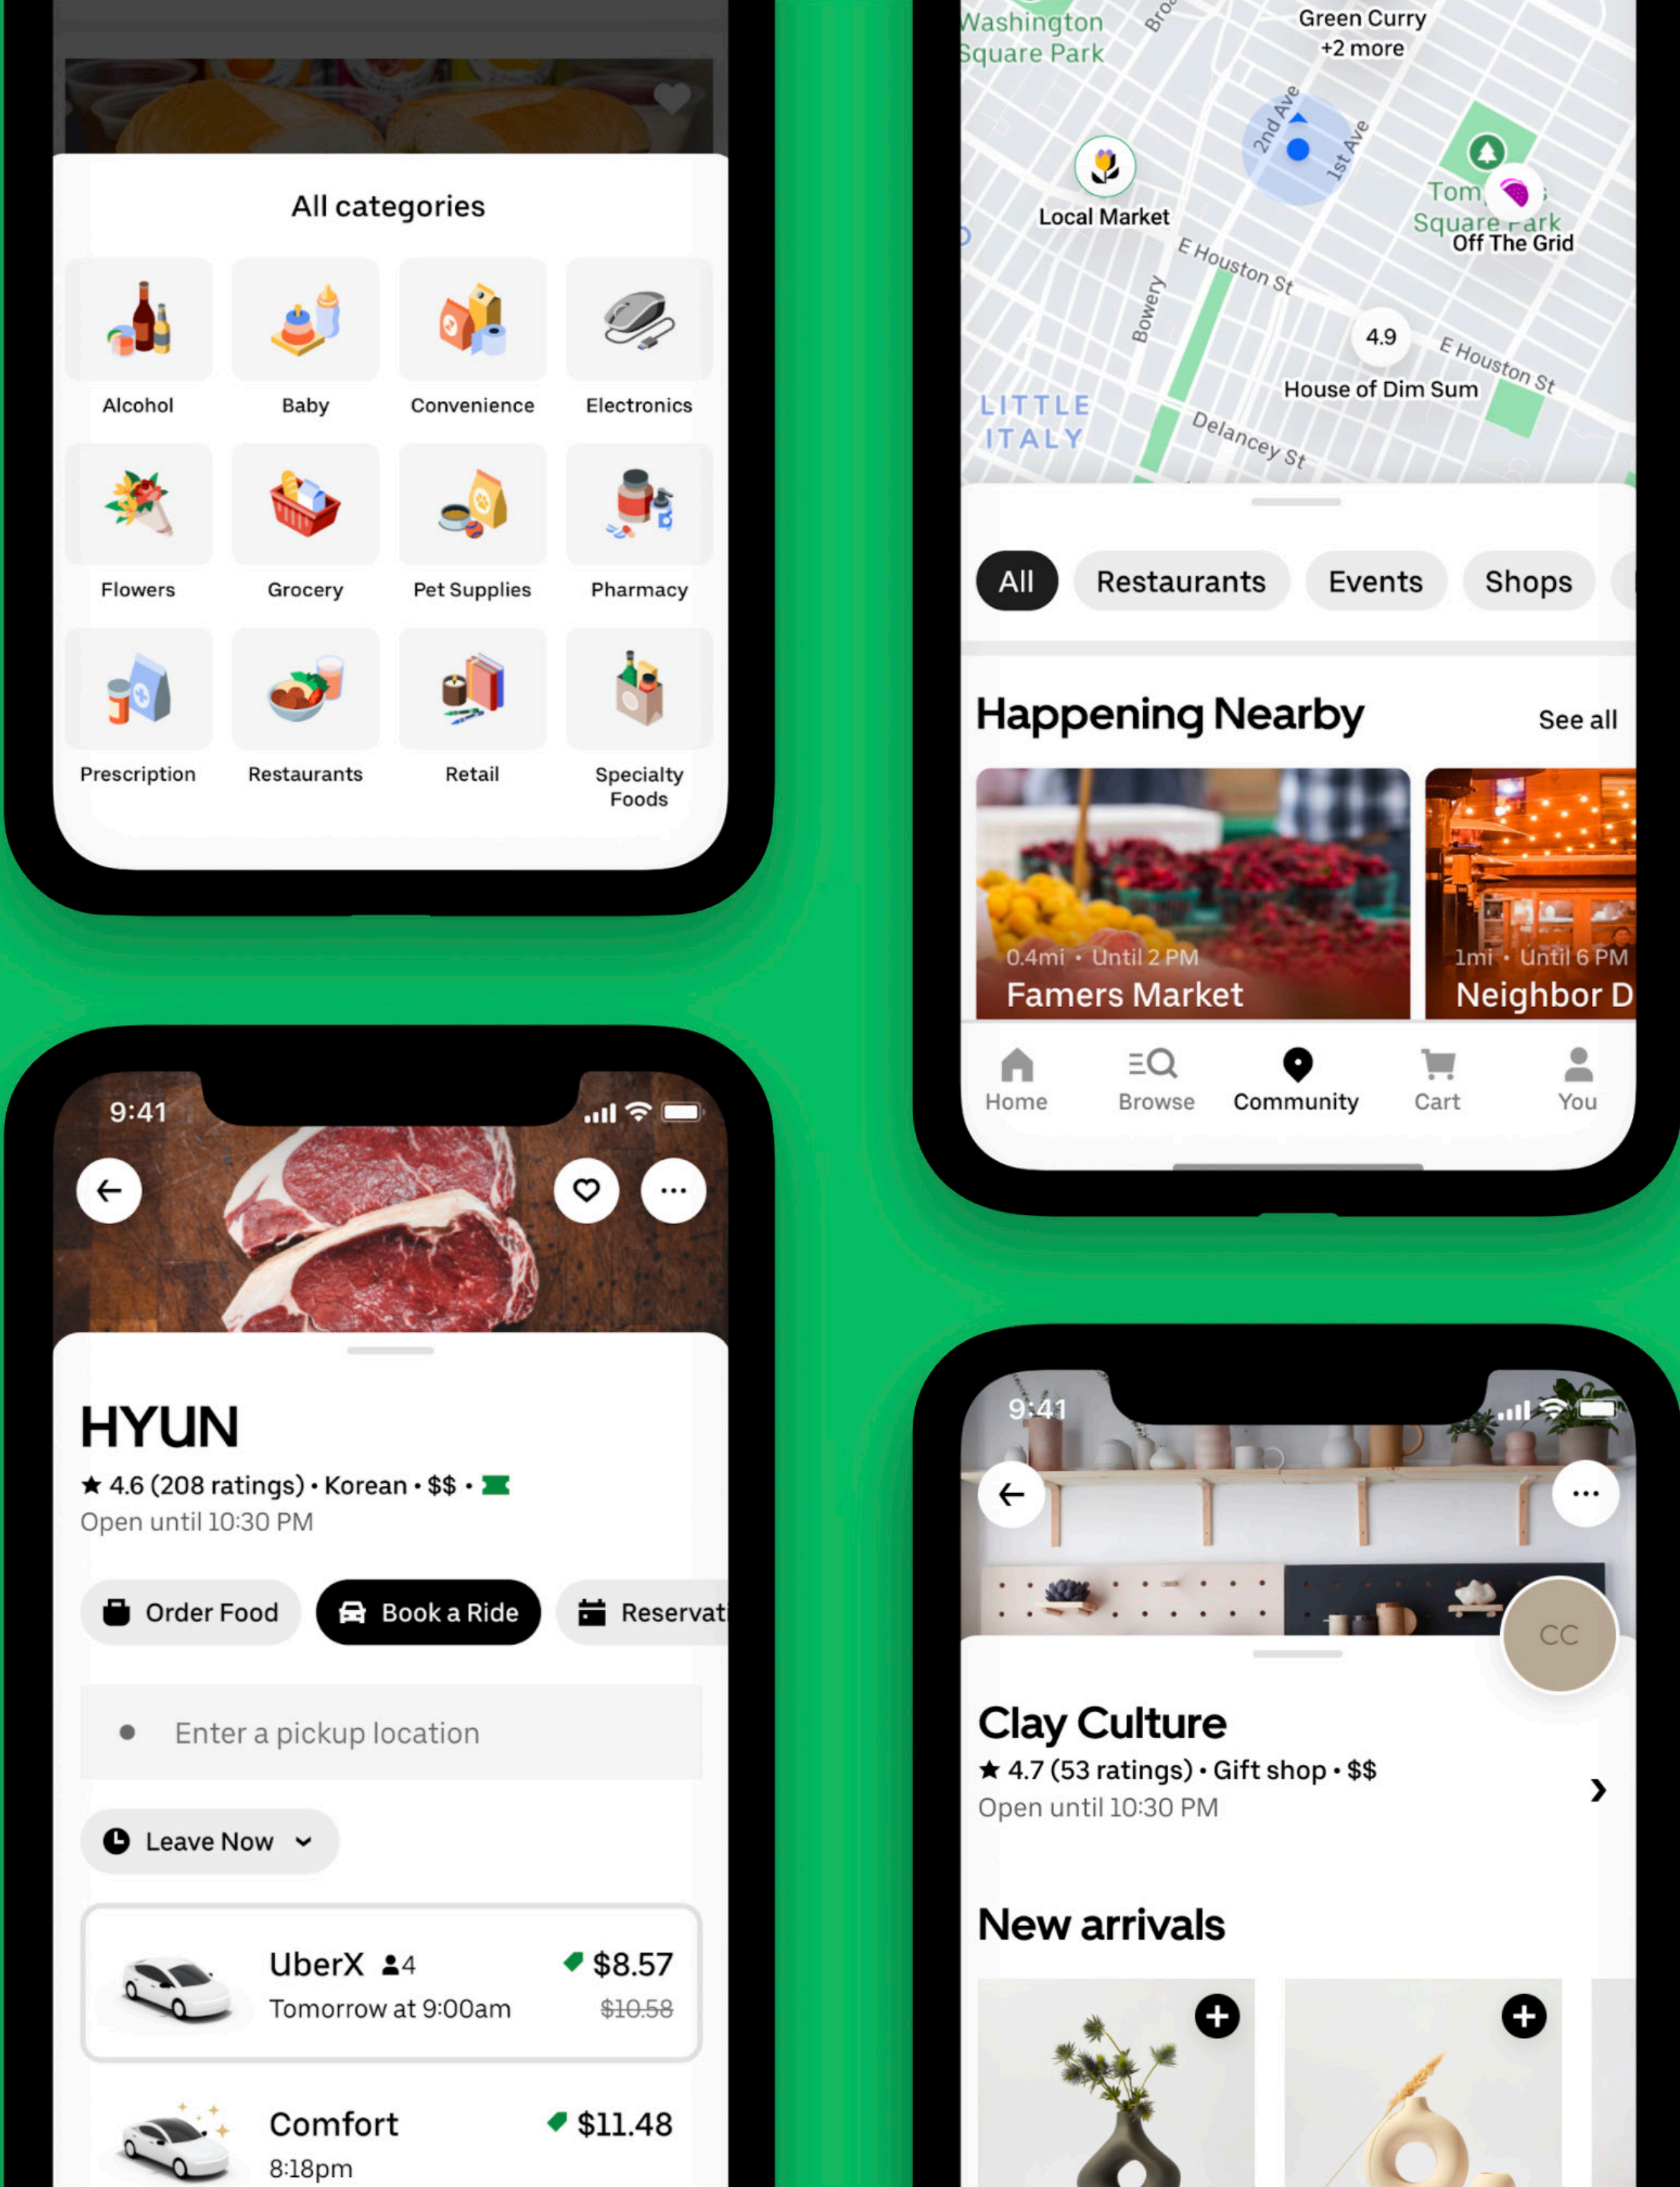 All categories
Alcohol
Baby
Convenience
Electronics
Flowers
Grocery
Pet Supplies
Pharmacy
Prescription
Restaurants
Retail
Specialty
Foods
Washington
Square Park
Green Curry
+2 more
2nd Ave
1st Ave
Local Market
Square Park
Off The Grid
E Houston St
Bowery
4.9
E Houston St
House of Dim Sum
LITTLE
ITALY
Delancey St
All
Restaurants
Events
Shops
Happening Nearby
See all
0.4mi • Until 2 PM
Famers Market
1mi • Until 6 PM
Neighbor D
Home
Browse
Community
Cart
You
9:41
HYUN
★ 4.6 (208 ratings) • Korean • $$ •
Open until 10:30 PM
Order Food
Book a Ride
Reservati
Enter a pickup location
Leave Now
UberX 4
$8.57
Tomorrow at 9:00am
$10.58
Comfort
$11.48
8:18pm
9:41
CC
Clay Culture
★ 4.7 (53 ratings) • Gift shop • $$
Open until 10:30 PM
New arrivals